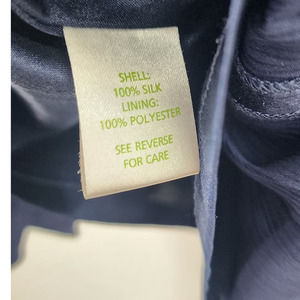 SHELL:
100% SILK
LINING:
100% POLYESTER
SEE REVERSE
FOR CARE